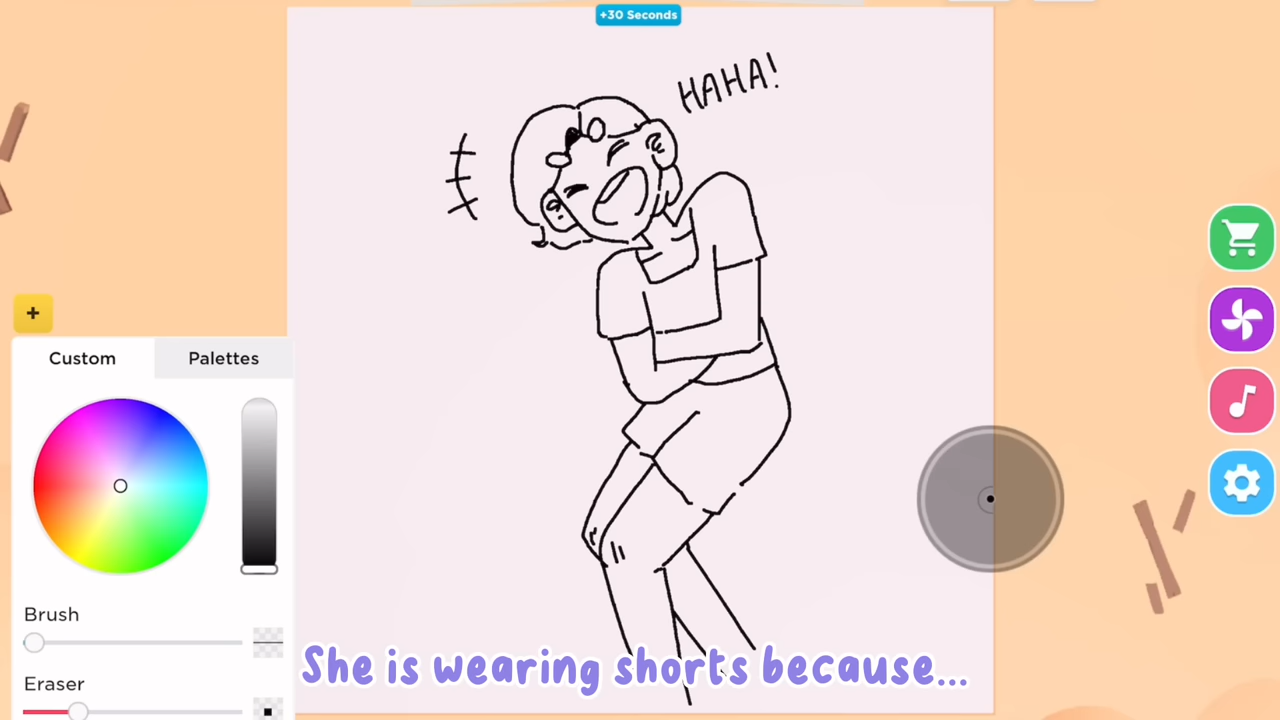 +30 Seconds
HAHA!
+
Custom
Palettes
Brush
Eraser
She is wearing shorts because...